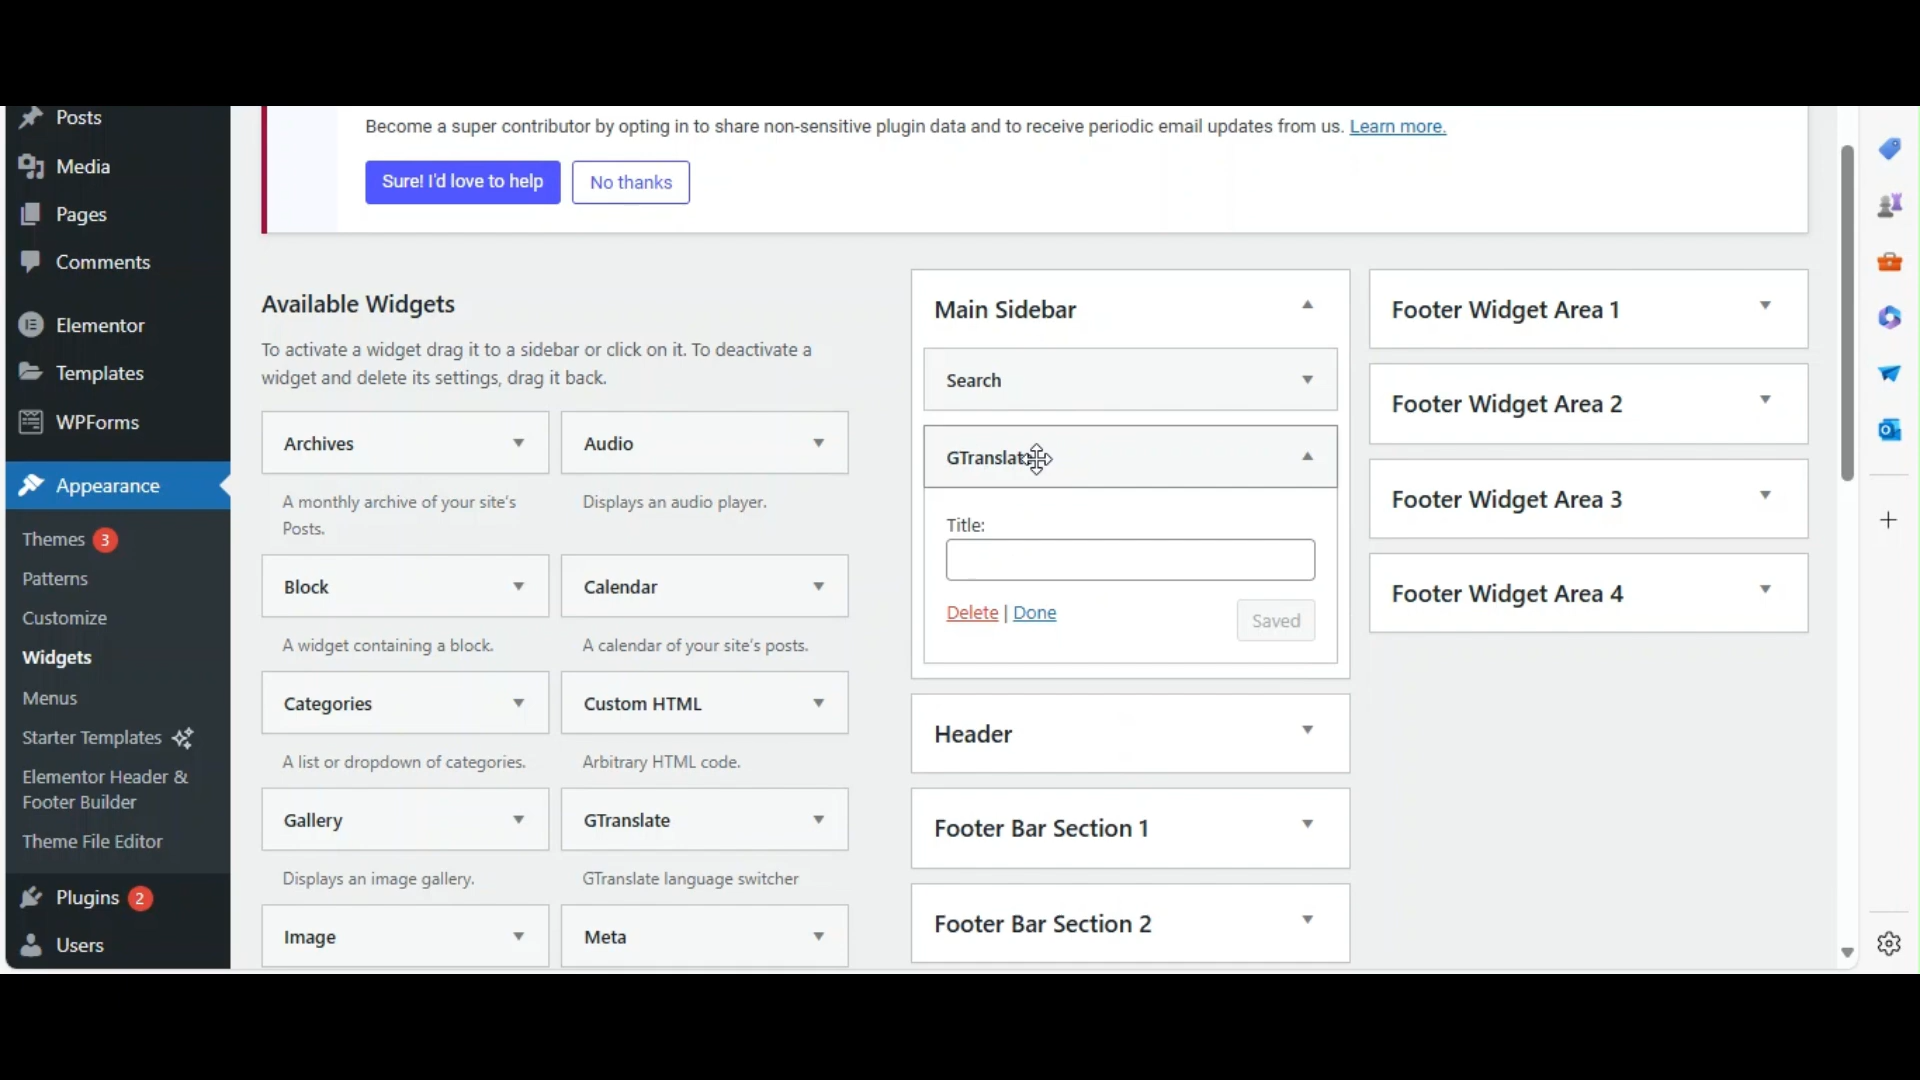 Posts
Media
Pages
Comments
Elementor
Templates
WPForms
Appearance
Themes 3
Patterns
Customize
Widgets
Menus
Starter Templates
Elementor Header &
Footer Builder
Theme File Editor
Plugins 2
Users
Become a super contributor by opting in to share non-sensitive plugin data and to receive periodic email updates from us. Learn more.
Sure! I'd love to help
No thanks
Available Widgets
To activate a widget drag it to a sidebar or click on it. To deactivate a
widget and delete its settings, drag it back.
Archives
Audio
A monthly archive of your site's
Posts.
Displays an audio player.
Block
Calendar
A widget containing a block.
A calendar of your site's posts.
Categories
Custom HTML
A list or dropdown of categories.
Arbitrary HTML code.
Gallery
GTranslate
Displays an image gallery.
GTranslate language switcher
Image
Meta
Main Sidebar
Search
GTranslate
Title:
Delete | Done
Saved
Header
Footer Bar Section 1
Footer Bar Section 2
Footer Widget Area 1
Footer Widget Area 2
Footer Widget Area 3
Footer Widget Area 4